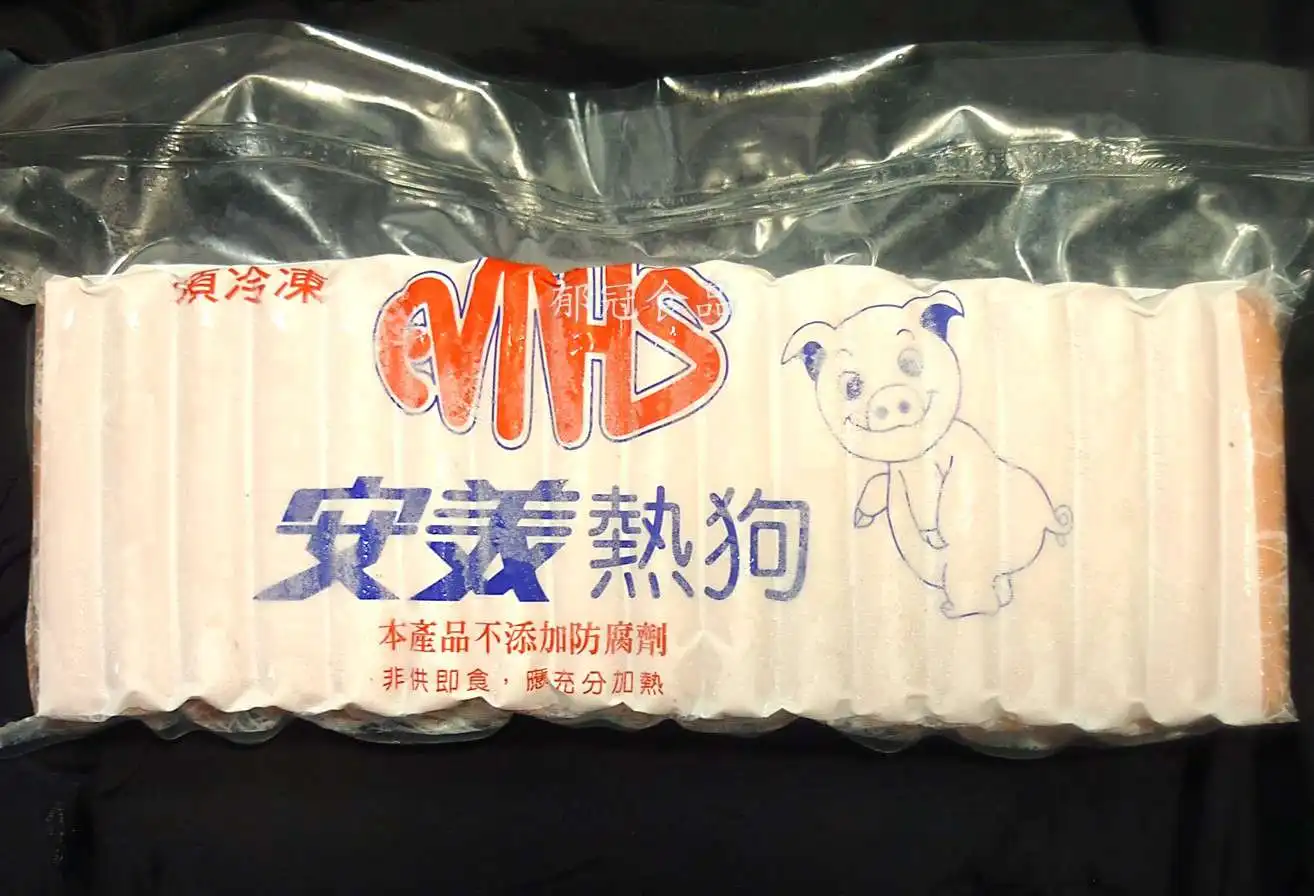 須冷凍
MHS
郁冠食品
安美熱狗
本產品不添加防腐劑
非供即食，應充分加熱